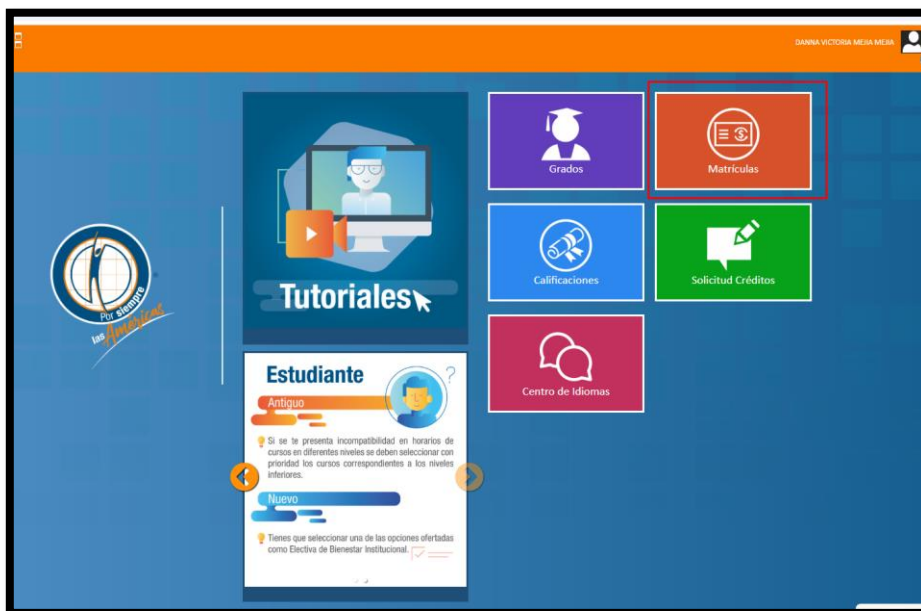 DANNA VICTORIA MEJIA MEJIA
Por siempre
las Américas
Tutoriales
Grados
Matrículas
Calificaciones
Solicitud Créditos
Centro de Idiomas
Estudiante
?
Antiguo
Si se te presenta incompatibilidad en horarios de
cursos en diferentes niveles se deben seleccionar con
prioridad los cursos correspondientes a los niveles
inferiores.
Nuevo
Tienes que seleccionar una de las opciones ofertadas
como Electiva de Bienestar Institucional.